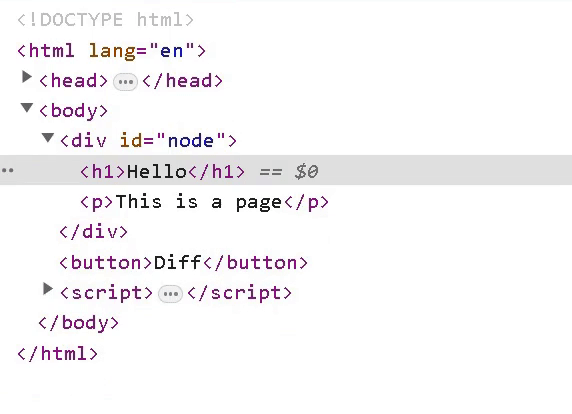 <!DOCTYPE html>
<html lang="en">
<head> … </head>
<body>
<div id="node">
<h1>Hello</h1> == $0
<p>This is a page</p>
</div>
<button>Diff</button>
<script> … </script>
</body>
</html>